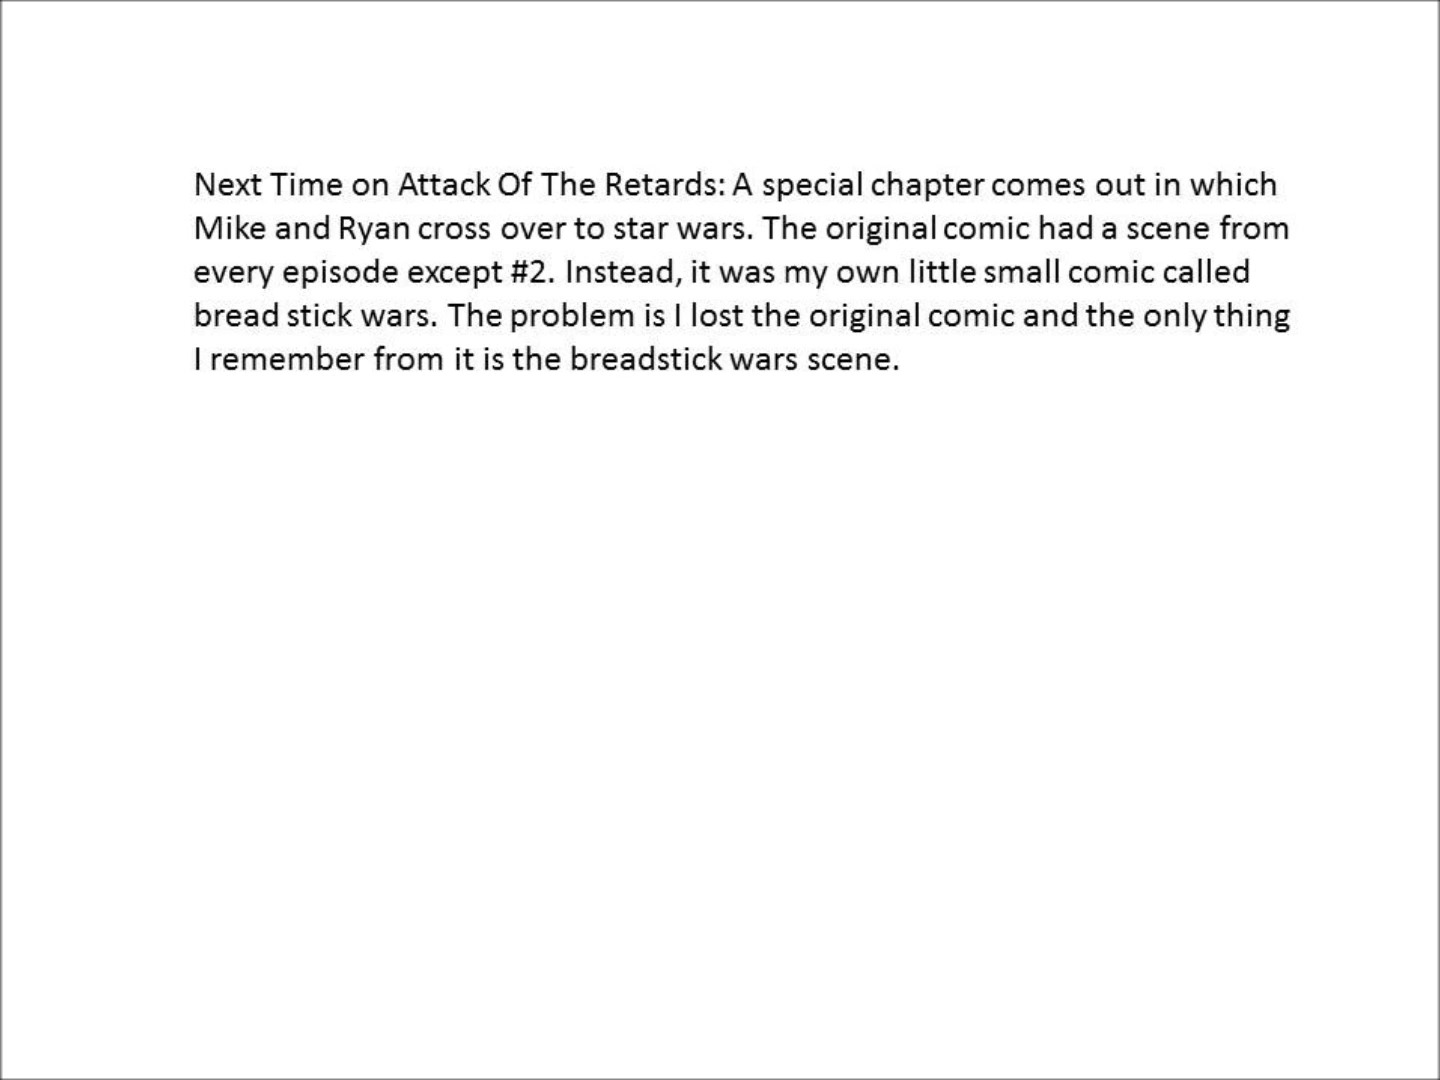 Next Time on Attack Of The Retards: A special chapter comes out in which
Mike and Ryan cross over to star wars. The original comic had a scene from
every episode except #2. Instead, it was my own little small comic called
bread stick wars. The problem is I lost the original comic and the only thing
I remember from it is the breadstick wars scene.